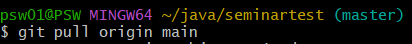 psw01@PSW MINGW64 ~/java/seminartest (master)
$ git pull origin main